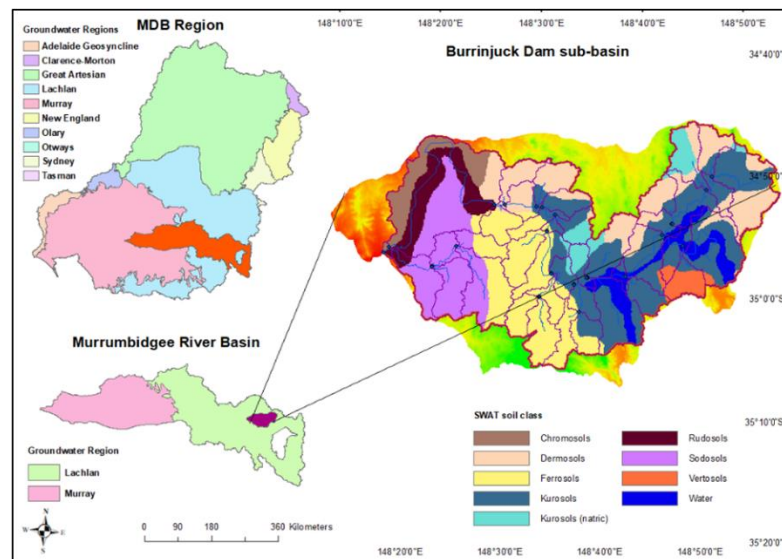 MDB Region
Groundwater Regions
Adelaide Geosyncline
Clarence-Morton
Great Artesian
Lachlan
Murray
New England
Olary
Otways
Sydney
Tasman
148°10'0"E 148°20'0"E 148°30'0"E 148°40'0"E 148°50'0"E
Burrinjuck Dam sub-basin
34°40'0"S
34°50'0"S
35°0'0"S
35°10'0"S
35°20'0"S
Murrumbidgee River Basin
Groundwater Region
Lachlan
Murray
N
W E
S
0 90 180 360 Kilometers
SWAT soil class
Chromosols
Dermosols
Ferrosols
Kurosols
Kurosols (natric)
Rudosols
Sodosols
Vertosols
Water
148°20'0"E 148°30'0"E 148°40'0"E 148°50'0"E